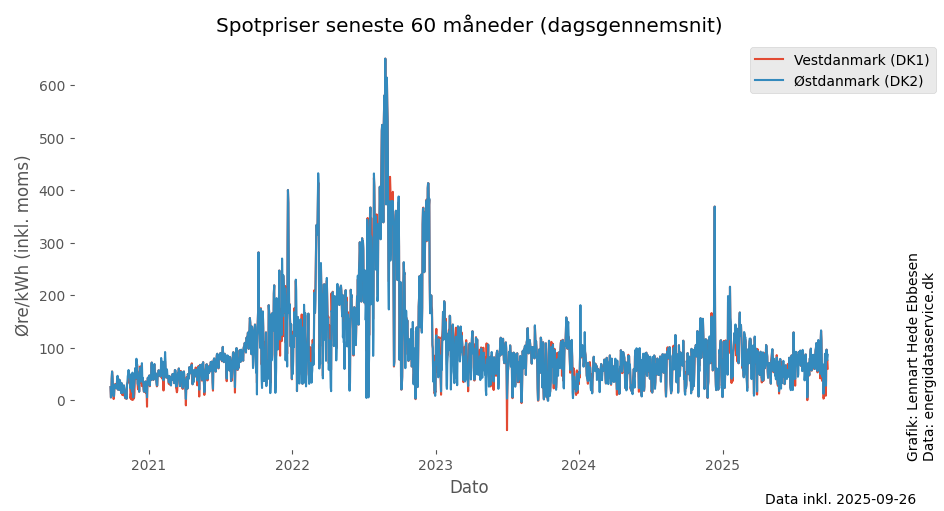 Spotpriser seneste 60 måneder (dagsgennemsnit)
Vestdanmark (DK1)
Østdanmark (DK2)
Øre/kWh (inkl. moms)
600
500
400
300
200
100
0
2021
2022
2023
2024
2025
Dato
Grafik: Lennart Hede Ebbesen
Data: energidataservice.dk
Data inkl. 2025-09-26